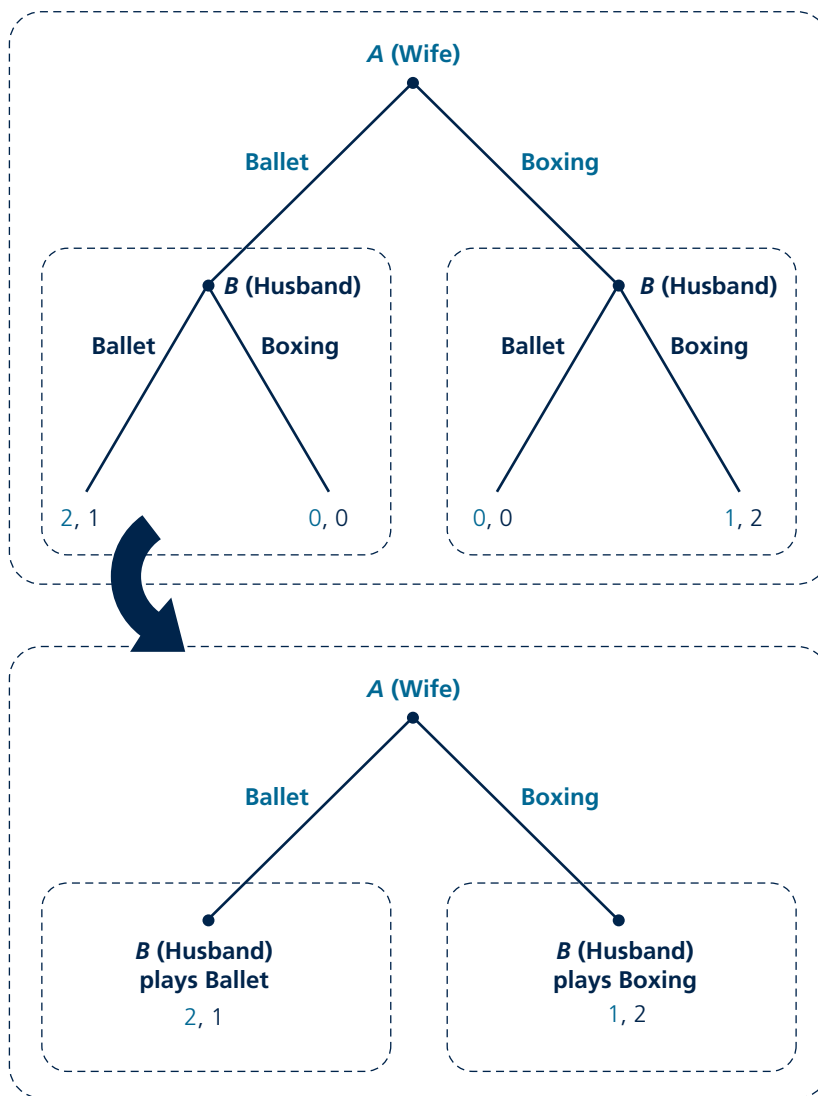 A (Wife)
Ballet
Boxing
B (Husband)
B (Husband)
Ballet
Boxing
Ballet
Boxing
2, 1
0, 0
0, 0
1, 2
A (Wife)
Ballet
Boxing
B (Husband)
plays Ballet
2, 1
B (Husband)
plays Boxing
1, 2